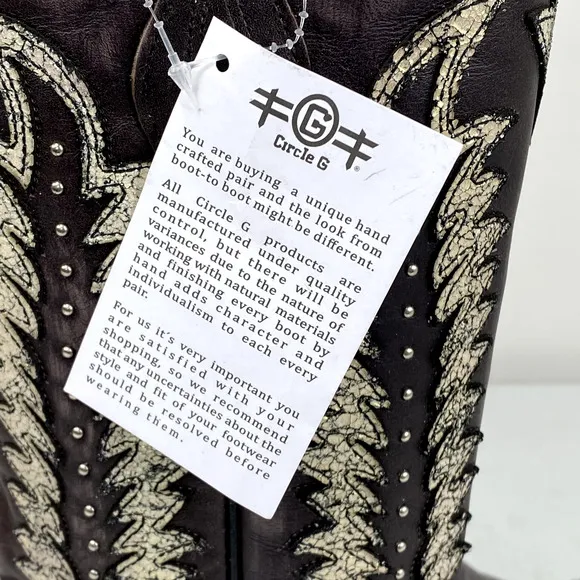 G
Circle G
®
You are buying a unique hand
crafted pair and the look from
boot-to boot might be different.
All Circle G products are
manufactured under quality
control, but there will be
variances due to the nature of
working with natural materials
and finishing every boot by
hand adds character and
individualism to each every
pair.
For us it's very important you
are satisfied with your
shopping, so we recommend
that any uncertainties about the
style and fit of your footwear
should be resolved before
wearing them.